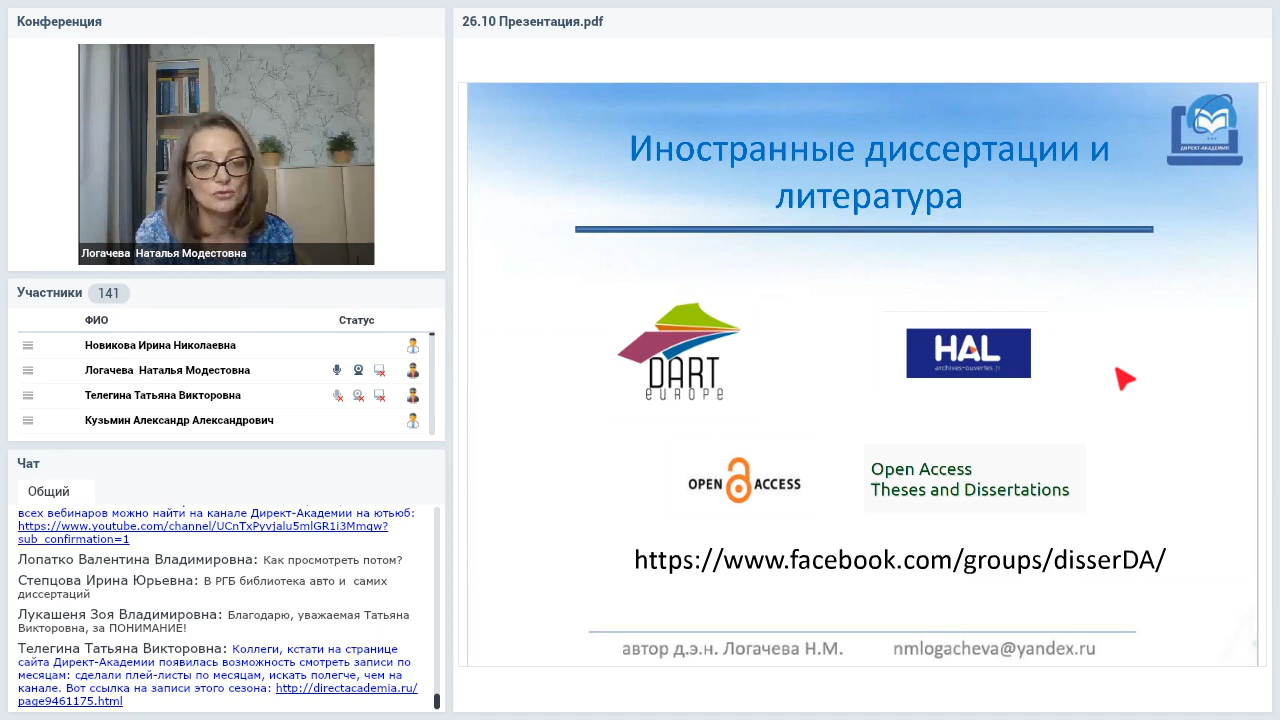 Конференция
Логачева Наталья Модестовна
Участники 141
ФИО Статус
Новикова Ирина Николаевна
Логачева Наталья Модестовна
Телегина Татьяна Викторовна
Кузьмин Александр Александрович
Чат
Общий
всех вебинаров можно найти на канале Директ-Академии на ютьюб:
https://www.youtube.com/channel/UCnTxPyvjalu5mlGR1i3Mmqw?
sub_confirmation=1
Лопатко Валентина Владимировна: Как просмотреть потом?
Степцова Ирина Юрьевна: В РГБ библиотека авто и самих
диссертаций
Лукашеня Зоя Владимировна: Благодарю, уважаемая Татьяна
Викторовна, за ПОНИМАНИЕ!
Телегина Татьяна Викторовна: Коллеги, кстати на странице
сайта Директ-Академии появилась возможность смотреть записи по
месяцам: сделали плей-листы по месяцам, искать полегче, чем на
канале. Вот ссылка на записи этого сезона: http://directacademia.ru/
page9461175.html
26.10 Презентация.pdf
ДИРЕКТ-АКАДЕМИЯ
Иностранные диссертации и
литература
DART
EUROPE
HAL
archives-ouvertes.fr
OPEN ACCESS
Open Access
Theses and Dissertations
https://www.facebook.com/groups/disserDA/
автор д.э.н. Логачева Н.М. nmlogacheva@yandex.ru